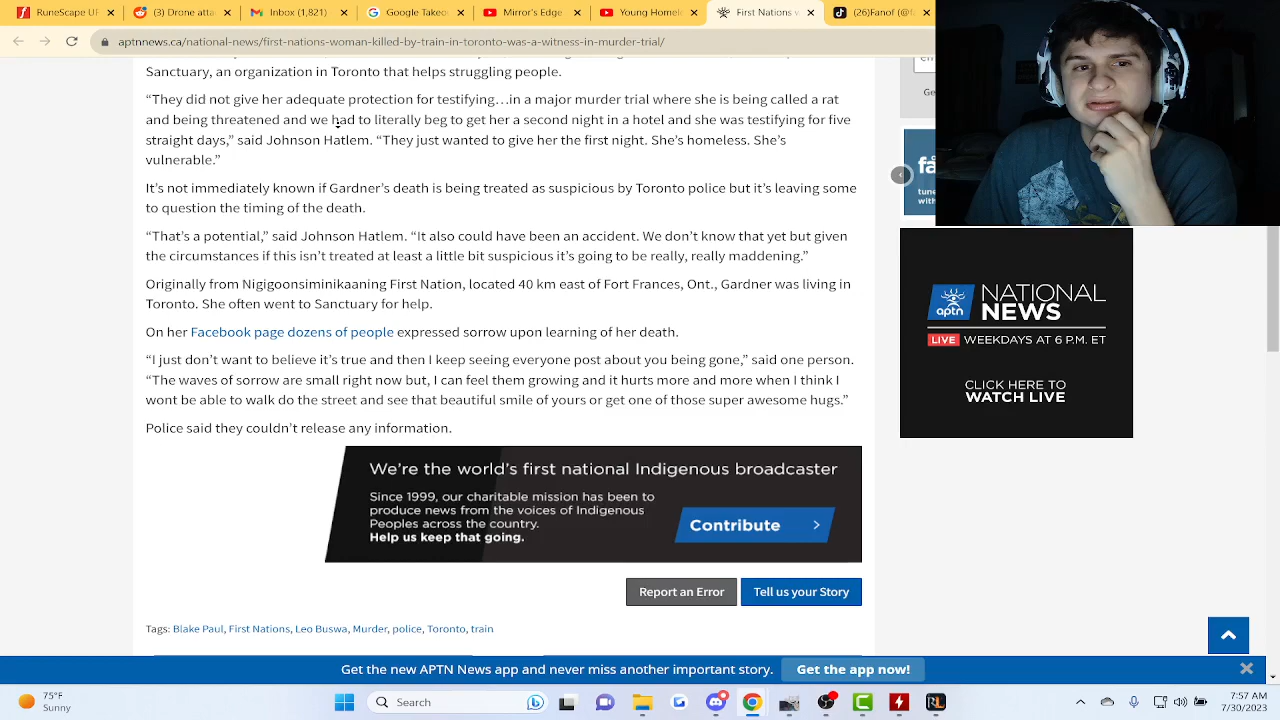 RuneScape UI
Drone attac
Inbox (1,821)
Google Takeo
Mirror's Edge
Young Homele
First Nations v
Fanof (@f
aptnnews.ca/national-news/first-nations-woman-killed-by-train-in-toronto-was-a-witness-in-murder-trial/
Sanctuary, an organization in Toronto that helps struggling people.
“They did not give her adequate protection for testifying…in a major murder trial where she is being called a rat
and being threatened and we had to literally beg to get her a second night in a hotel and she was testifying for five
straight days,” said Johnson Hatlem. “They just wanted to give her the first night. She’s homeless. She’s
vulnerable.”
It’s not immediately known if Gardner’s death is being treated as suspicious by Toronto police but it’s leaving some
to question the timing of the death.
“That’s a potential,” said Johnson Hatlem. “It also could have been an accident. We don’t know that yet but given
the circumstances if this isn’t treated at least a little bit suspicious it’s going to be really, really maddening.”
Originally from Nigigoonsiminikaaning First Nation, located 40 km east of Fort Frances, Ont., Gardner was living in
Toronto. She often went to Sanctuary for help.
On her Facebook page dozens of people expressed sorrow upon learning of her death.
“I just don’t want to believe it’s true and then I keep seeing everyone post about you being gone,” said one person.
“The waves of sorrow are small right now but, I can feel them growing and it hurts more and more when I think I
wont be able to walk on the street and see that beautiful smile of yours or get one of those super awesome hugs.”
Police said they couldn’t release any information.
We’re the world’s first national Indigenous broadcaster
Since 1999, our charitable mission has been to
produce news from the voices of Indigenous
Peoples across the country.
Help us keep that going.
Contribute
Report an Error
Tell us your Story
Tags: Blake Paul, First Nations, Leo Buswa, Murder, police, Toronto, train
em
Ge
fa
tune
with
aptn
NATIONAL
NEWS
LIVE WEEKDAYS AT 6 P.M. ET
CLICK HERE TO
WATCH LIVE
Get the new APTN News app and never miss another important story.
Get the app now!
75°F
Sunny
Search
7:57 AM
7/30/2023